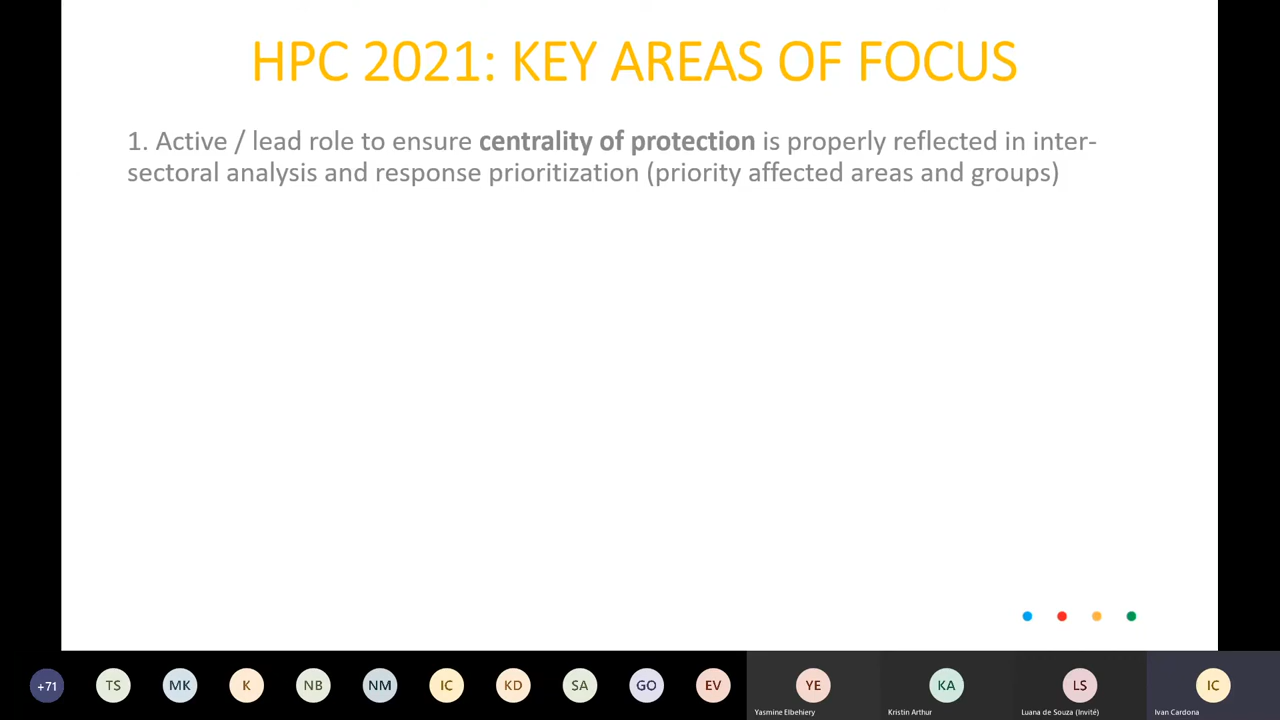 HPC 2021: KEY AREAS OF FOCUS
1. Active / lead role to ensure centrality of protection is properly reflected in inter-
sectoral analysis and response prioritization (priority affected areas and groups)
+71 TS MK K NB NM IC KD SA GO EV YE KA LS IC
Yasmine Elbehiery Kristin Arthur Luana de Souza (Invité) Ivan Cardona